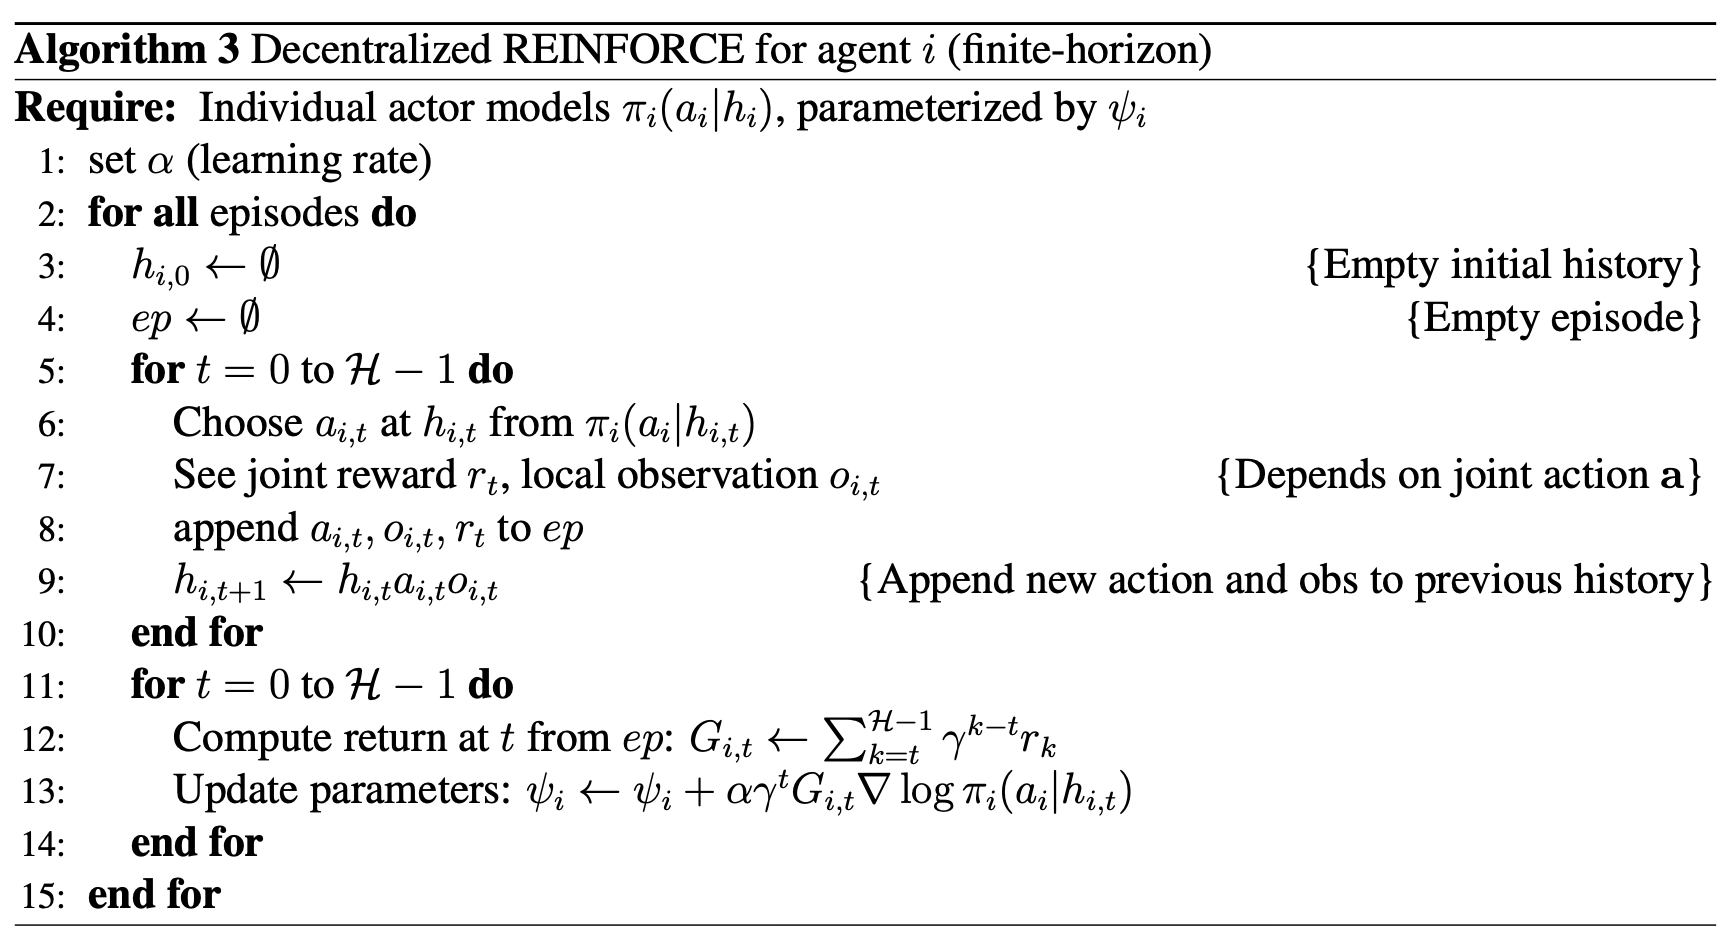 Algorithm 3 Decentralized REINFORCE for agent i (finite-horizon)
Require: Individual actor models π_i(a_i|h_i), parameterized by ψ_i
1: set α (learning rate)
2: for all episodes do
3: h_{i,0} ← ∅ {Empty initial history}
4: ep ← ∅ {Empty episode}
5: for t = 0 to ℋ − 1 do
6: Choose a_{i,t} at h_{i,t} from π_i(a_i|h_{i,t})
7: See joint reward r_t, local observation o_{i,t} {Depends on joint action a}
8: append a_{i,t}, o_{i,t}, r_t to ep
9: h_{i,t+1} ← h_{i,t}a_{i,t}o_{i,t} {Append new action and obs to previous history}
10: end for
11: for t = 0 to ℋ − 1 do
12: Compute return at t from ep: G_{i,t} ← ∑_{k=t}^{ℋ−1} γ^{k−t} r_k
13: Update parameters: ψ_i ← ψ_i + αγ^t G_{i,t}∇ log π_i(a_i|h_{i,t})
14: end for
15: end for